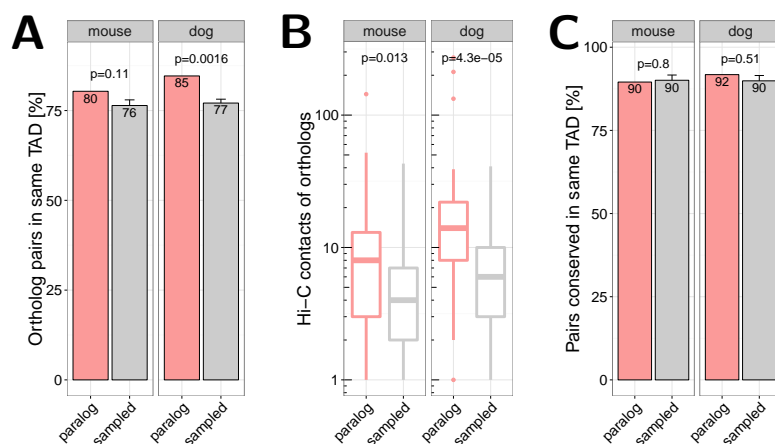 A
mouse
dog
p=0.11
p=0.0016
80
76
85
77
Ortholog pairs in same TAD [%]
75
50
25
0
paralog
sampled
paralog
sampled
B
mouse
dog
p=0.013
p=4.3e−05
Hi−C contacts of orthologs
100
10
1
paralog
sampled
paralog
sampled
C
mouse
dog
p=0.8
p=0.51
90
90
92
90
Pairs conserved in same TAD [%]
100
75
50
25
0
paralog
sampled
paralog
sampled